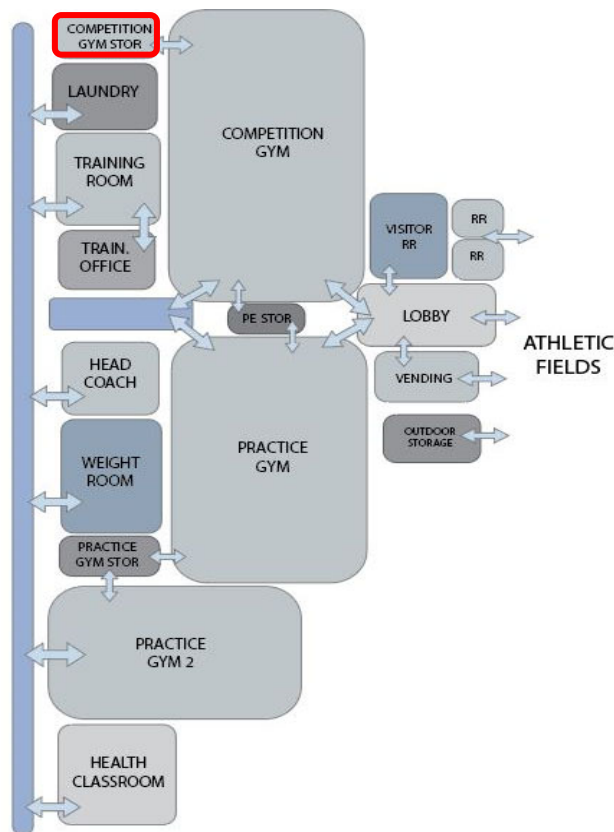 COMPETITION
GYM STOR
LAUNDRY
COMPETITION
GYM
TRAINING
ROOM
VISITOR
RR
RR
RR
TRAIN.
OFFICE
PE STOR
LOBBY
ATHLETIC
FIELDS
HEAD
COACH
VENDING
OUTDOOR
STORAGE
WEIGHT
ROOM
PRACTICE
GYM
PRACTICE
GYM STOR
PRACTICE
GYM 2
HEALTH
CLASSROOM